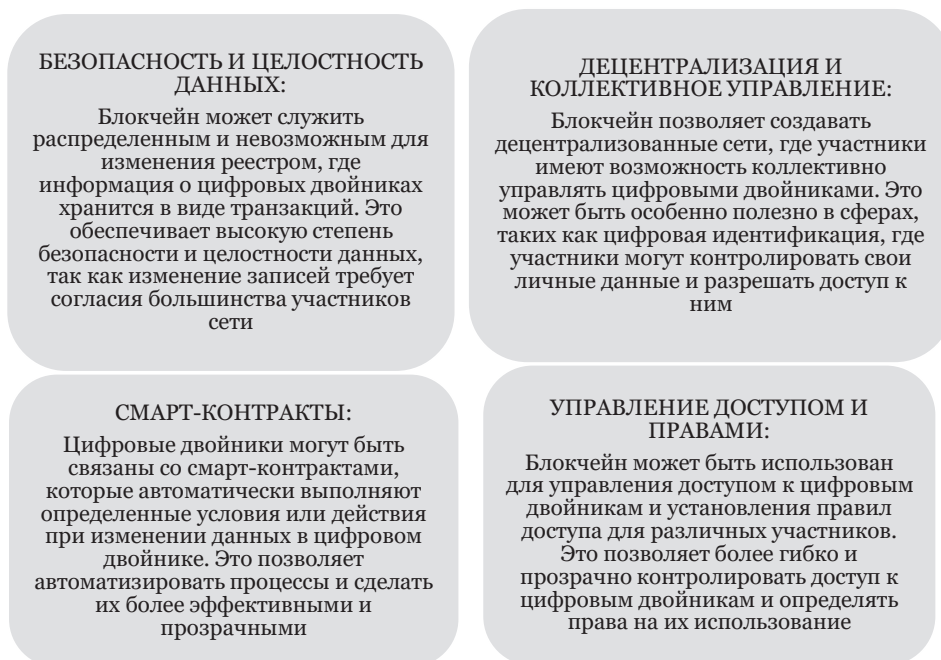 БЕЗОПАСНОСТЬ И ЦЕЛОСТНОСТЬ
ДАННЫХ:
Блокчейн может служить
распределенным и невозможным для
изменения реестром, где
информация о цифровых двойниках
хранится в виде транзакций. Это
обеспечивает высокую степень
безопасности и целостности данных,
так как изменение записей требует
согласия большинства участников
сети
ДЕЦЕНТРАЛИЗАЦИЯ И
КОЛЛЕКТИВНОЕ УПРАВЛЕНИЕ:
Блокчейн позволяет создавать
децентрализованные сети, где участники
имеют возможность коллективно
управлять цифровыми двойниками. Это
может быть особенно полезно в сферах,
таких как цифровая идентификация, где
участники могут контролировать свои
личные данные и разрешать доступ к
ним
СМАРТ-КОНТРАКТЫ:
Цифровые двойники могут быть
связаны со смарт-контрактами,
которые автоматически выполняют
определенные условия или действия
при изменении данных в цифровом
двойнике. Это позволяет
автоматизировать процессы и сделать
их более эффективными и
прозрачными
УПРАВЛЕНИЕ ДОСТУПОМ И
ПРАВАМИ:
Блокчейн может быть использован
для управления доступом к цифровым
двойникам и установления правил
доступа для различных участников.
Это позволяет более гибко и
прозрачно контролировать доступ к
цифровым двойникам и определять
права на их использование